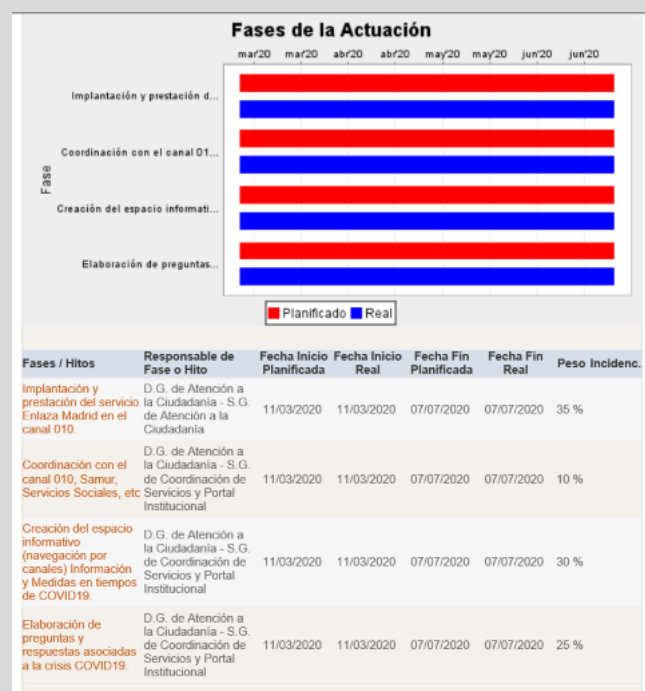 Fases de la Actuación
mar'20 mar'20 abr'20 abr'20 may'20 may'20 jun'20 jun'20
Fase
Implantación y prestación d...
Coordinación con el canal 01...
Creación del espacio informati...
Elaboración de preguntas...
Planificado Real
Fases / Hitos Responsable de Fase o Hito Fecha Inicio Planificada Fecha Inicio Real Fecha Fin Planificada Fecha Fin Real Peso Incidenc.
Implantación y
prestación del servicio
Enlaza Madrid en el
canal 010.
D.G. de Atención a
la Ciudadanía - S.G.
de Atención a la
Ciudadanía
11/03/2020 11/03/2020 07/07/2020 07/07/2020 35 %
Coordinación con el
canal 010, Samur,
Servicios Sociales, etc
D.G. de Atención a
la Ciudadanía - S.G.
de Coordinación de
Servicios y Portal
Institucional
11/03/2020 11/03/2020 07/07/2020 07/07/2020 10 %
Creación del espacio
informativo
(navegación por
canales) Información
y Medidas en tiempos
de COVID19.
D.G. de Atención a
la Ciudadanía - S.G.
de Coordinación de
Servicios y Portal
Institucional
11/03/2020 11/03/2020 07/07/2020 07/07/2020 30 %
Elaboración de
preguntas y
respuestas asociadas
a la crisis COVID19.
D.G. de Atención a
la Ciudadanía - S.G.
de Coordinación de
Servicios y Portal
Institucional
11/03/2020 11/03/2020 07/07/2020 07/07/2020 25 %